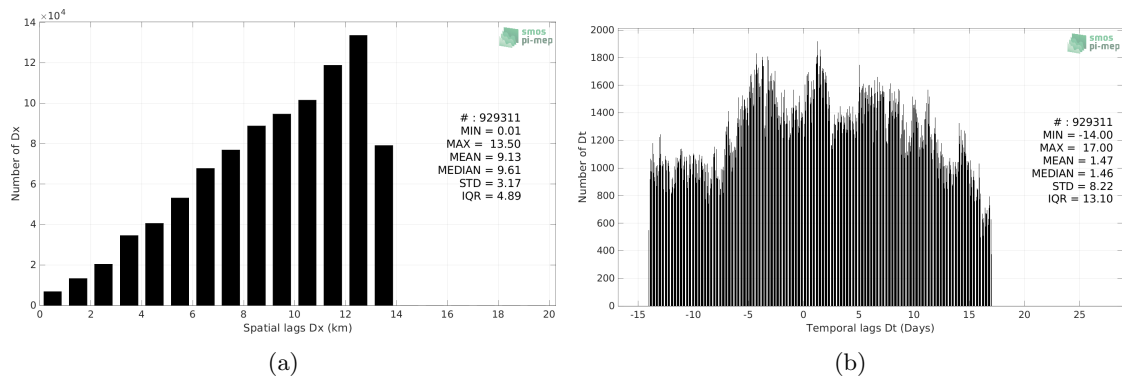 ×10⁴
14
12
10
8
6
4
2
0
Number of Dx
smos
pi-mep
# : 929311
MIN = 0.01
MAX = 13.50
MEAN = 9.13
MEDIAN = 9.61
STD = 3.17
IQR = 4.89
0 2 4 6 8 10 12 14 16 18 20
Spatial lags Dx (km)
(a)
2000
1800
1600
1400
1200
1000
800
600
400
200
0
Number of Dt
smos
pi-mep
# : 929311
MIN = -14.00
MAX = 17.00
MEAN = 1.47
MEDIAN = 1.46
STD = 8.22
IQR = 13.10
-15 -10 -5 0 5 10 15 20 25
Temporal lags Dt (Days)
(b)